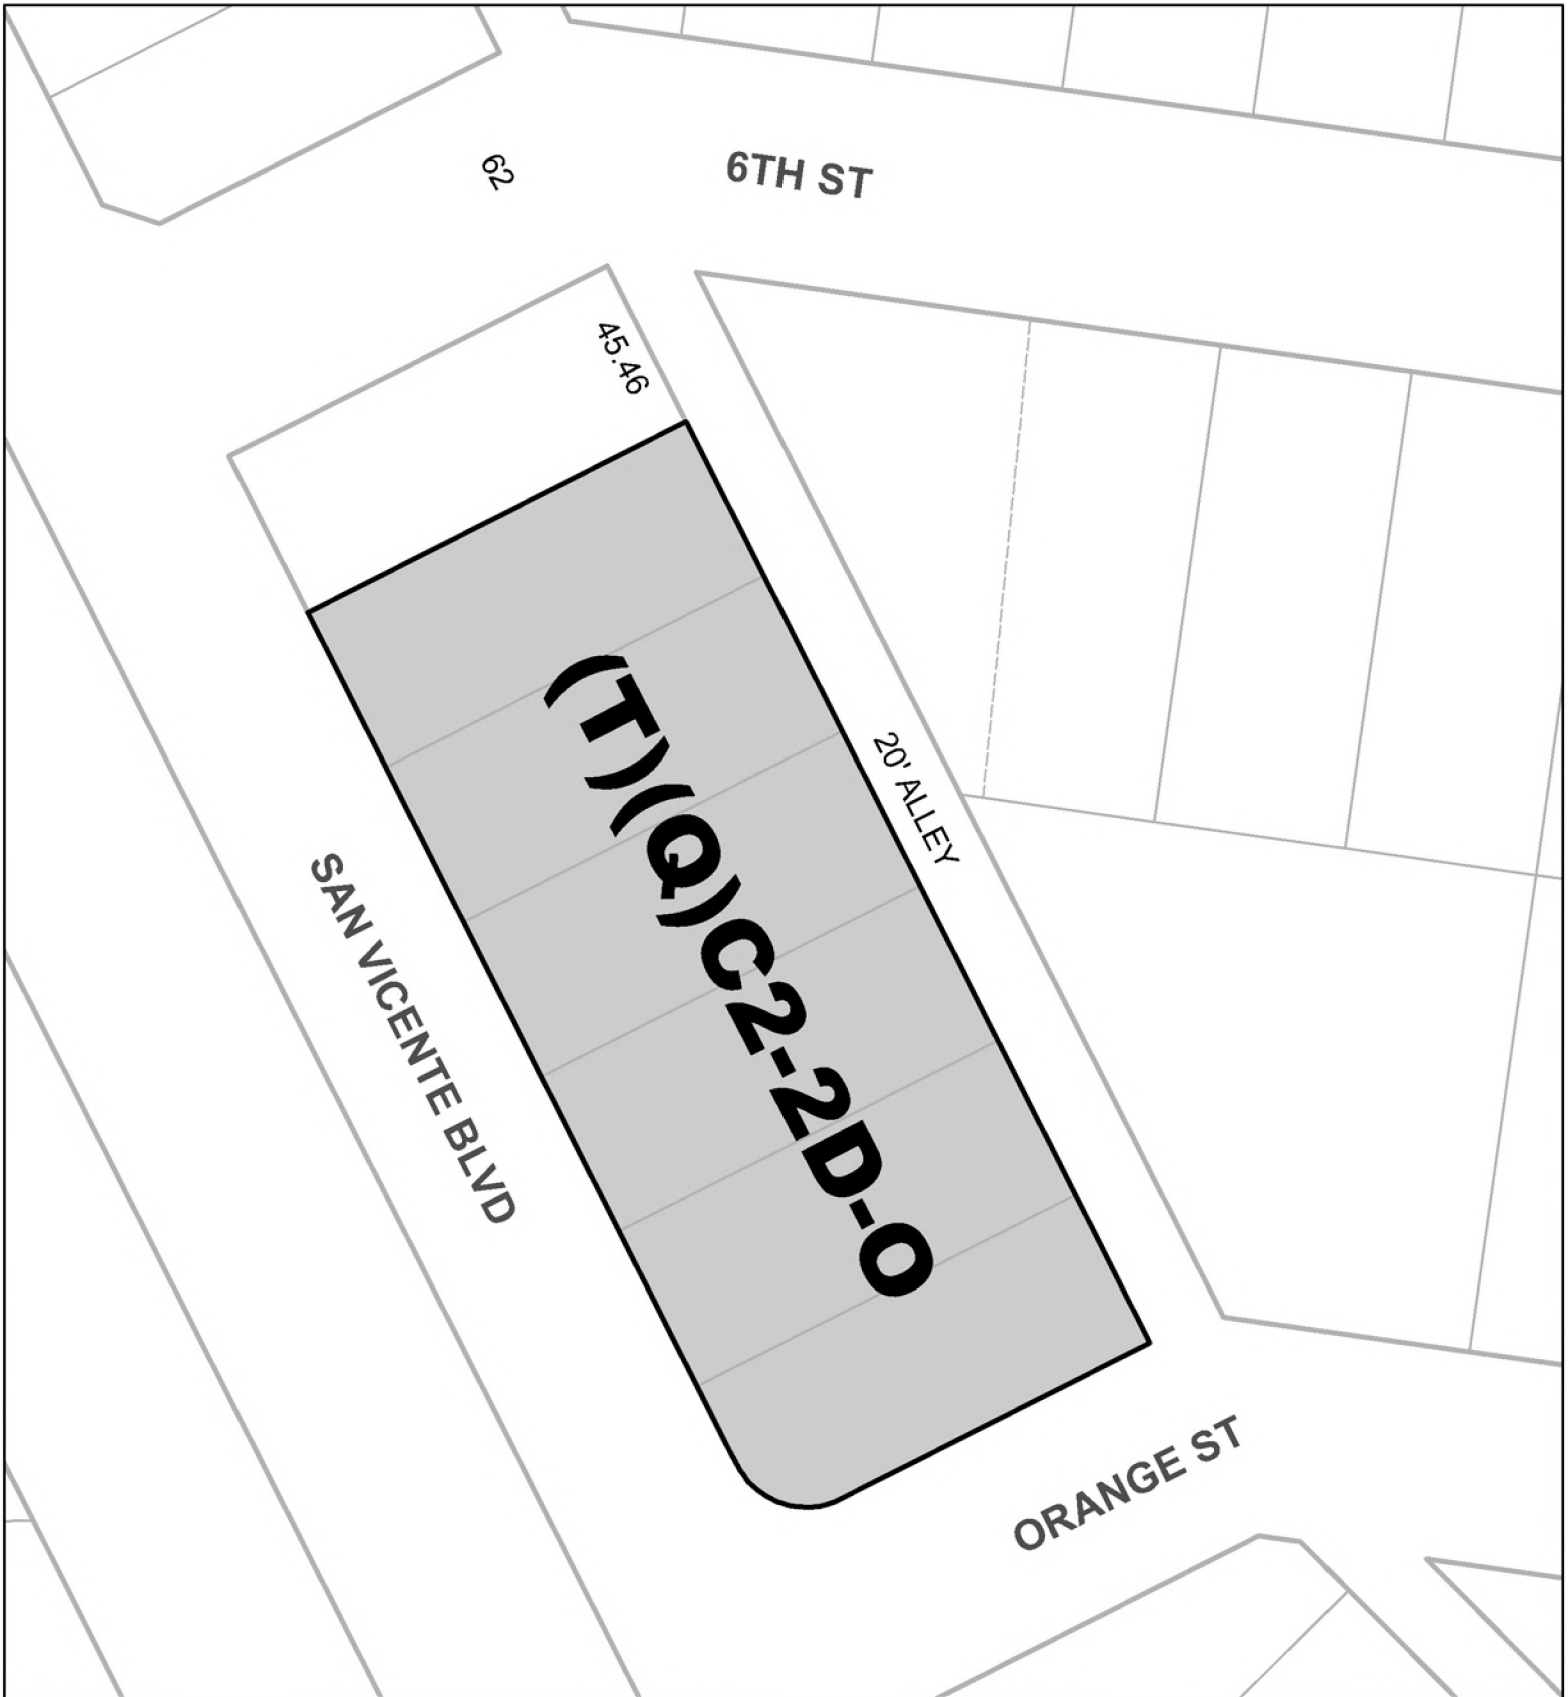 6TH ST
62
45.46
(T)(Q)C2-2D-O
20' ALLEY
SAN VICENTE BLVD
ORANGE ST